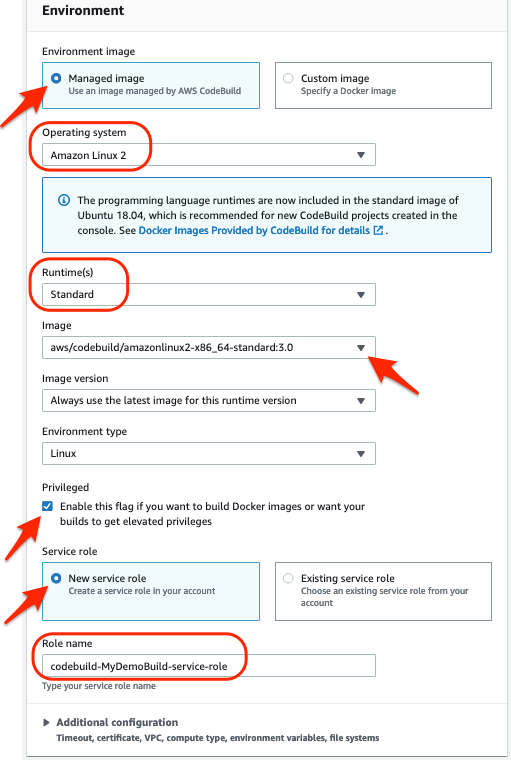 Environment
Environment image
Managed image
Use an image managed by AWS CodeBuild
Custom image
Specify a Docker image
Operating system
Amazon Linux 2
The programming language runtimes are now included in the standard image of
Ubuntu 18.04, which is recommended for new CodeBuild projects created in the
console. See Docker Images Provided by CodeBuild for details .
Runtime(s)
Standard
Image
aws/codebuild/amazonlinux2-x86_64-standard:3.0
Image version
Always use the latest image for this runtime version
Environment type
Linux
Privileged
Enable this flag if you want to build Docker images or want your
builds to get elevated privileges
Service role
New service role
Create a service role in your account
Existing service role
Choose an existing service role from your
account
Role name
codebuild-MyDemoBuild-service-role
Type your service role name
Additional configuration
Timeout, certificate, VPC, compute type, environment variables, file systems